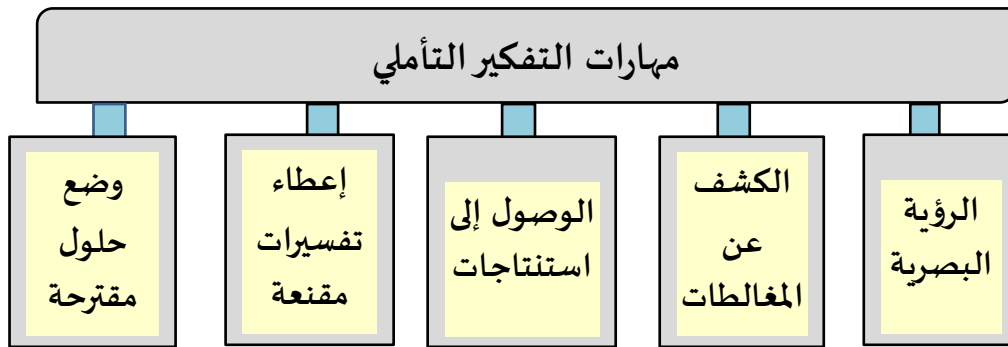 مهارات التفكير التأملي
الرؤية
البصرية
الكشف
عن
المغالطات
الوصول إلى
استنتاجات
إعطاء
تفسيرات
مقنعة
وضع
حلول
مقترحة